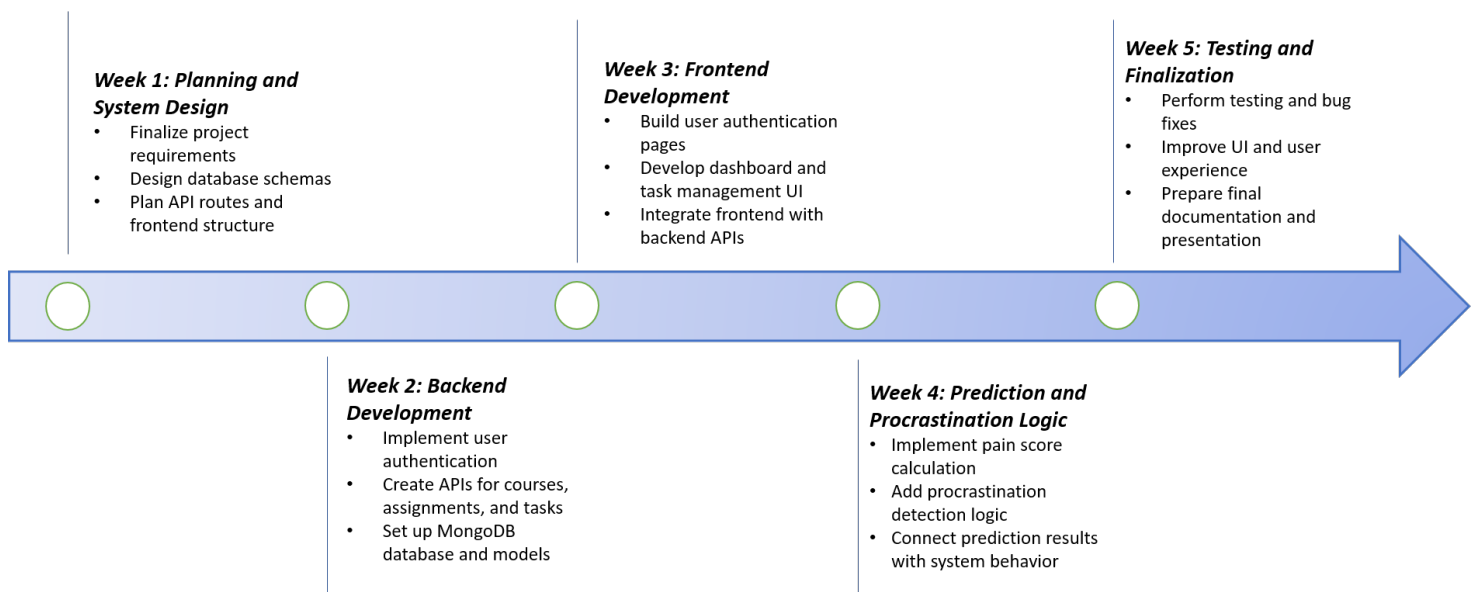 Week 1: Planning and
System Design
• Finalize project
requirements
• Design database schemas
• Plan API routes and
frontend structure
Week 2: Backend
Development
• Implement user
authentication
• Create APIs for courses,
assignments, and tasks
• Set up MongoDB
database and models
Week 3: Frontend
Development
• Build user authentication
pages
• Develop dashboard and
task management UI
• Integrate frontend with
backend APIs
Week 4: Prediction and
Procrastination Logic
• Implement pain score
calculation
• Add procrastination
detection logic
• Connect prediction results
with system behavior
Week 5: Testing and
Finalization
• Perform testing and bug
fixes
• Improve UI and user
experience
• Prepare final
documentation and
presentation